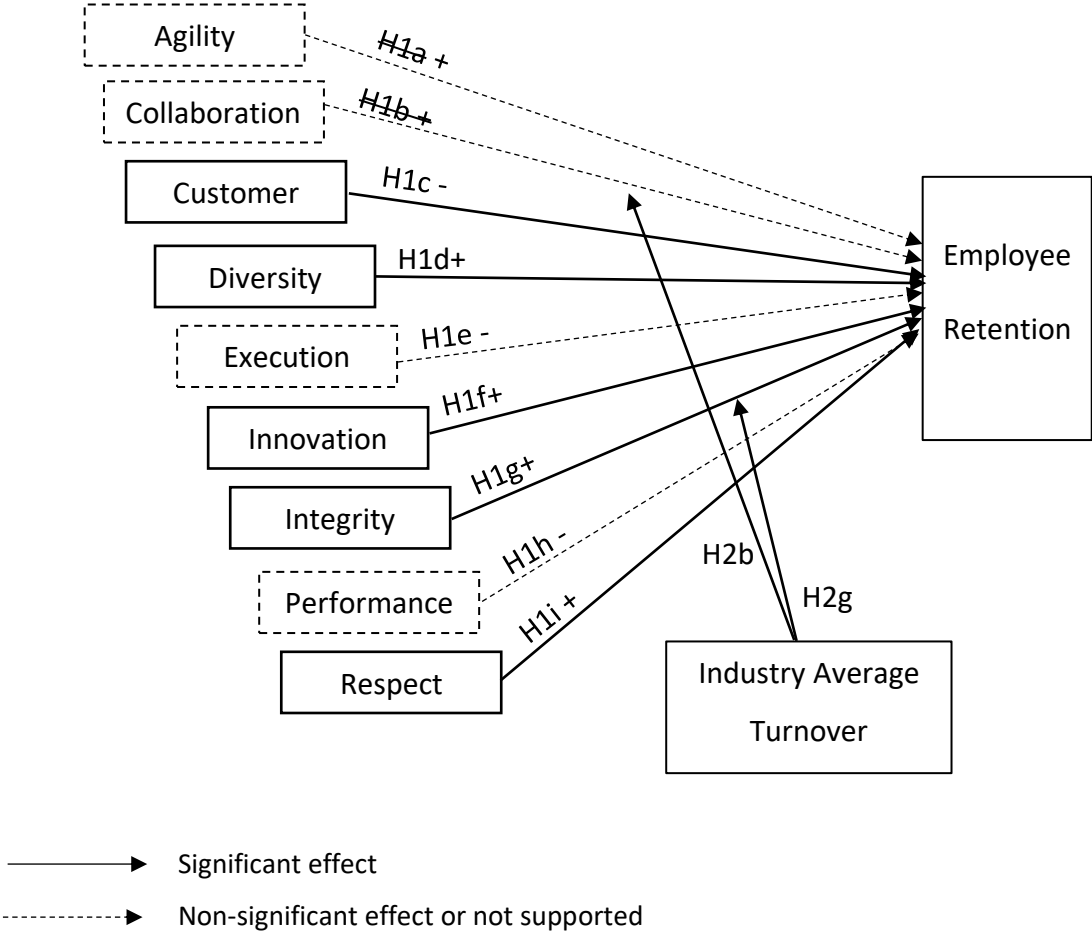 Agility
H1a +
Collaboration
H1b +
Customer
H1c -
Diversity
H1d+
Employee
Retention
Execution
H1e -
Innovation
H1f+
Integrity
H1g+
Performance
H1h -
Respect
H1i +
H2b
H2g
Industry Average
Turnover
Significant effect
Non-significant effect or not supported